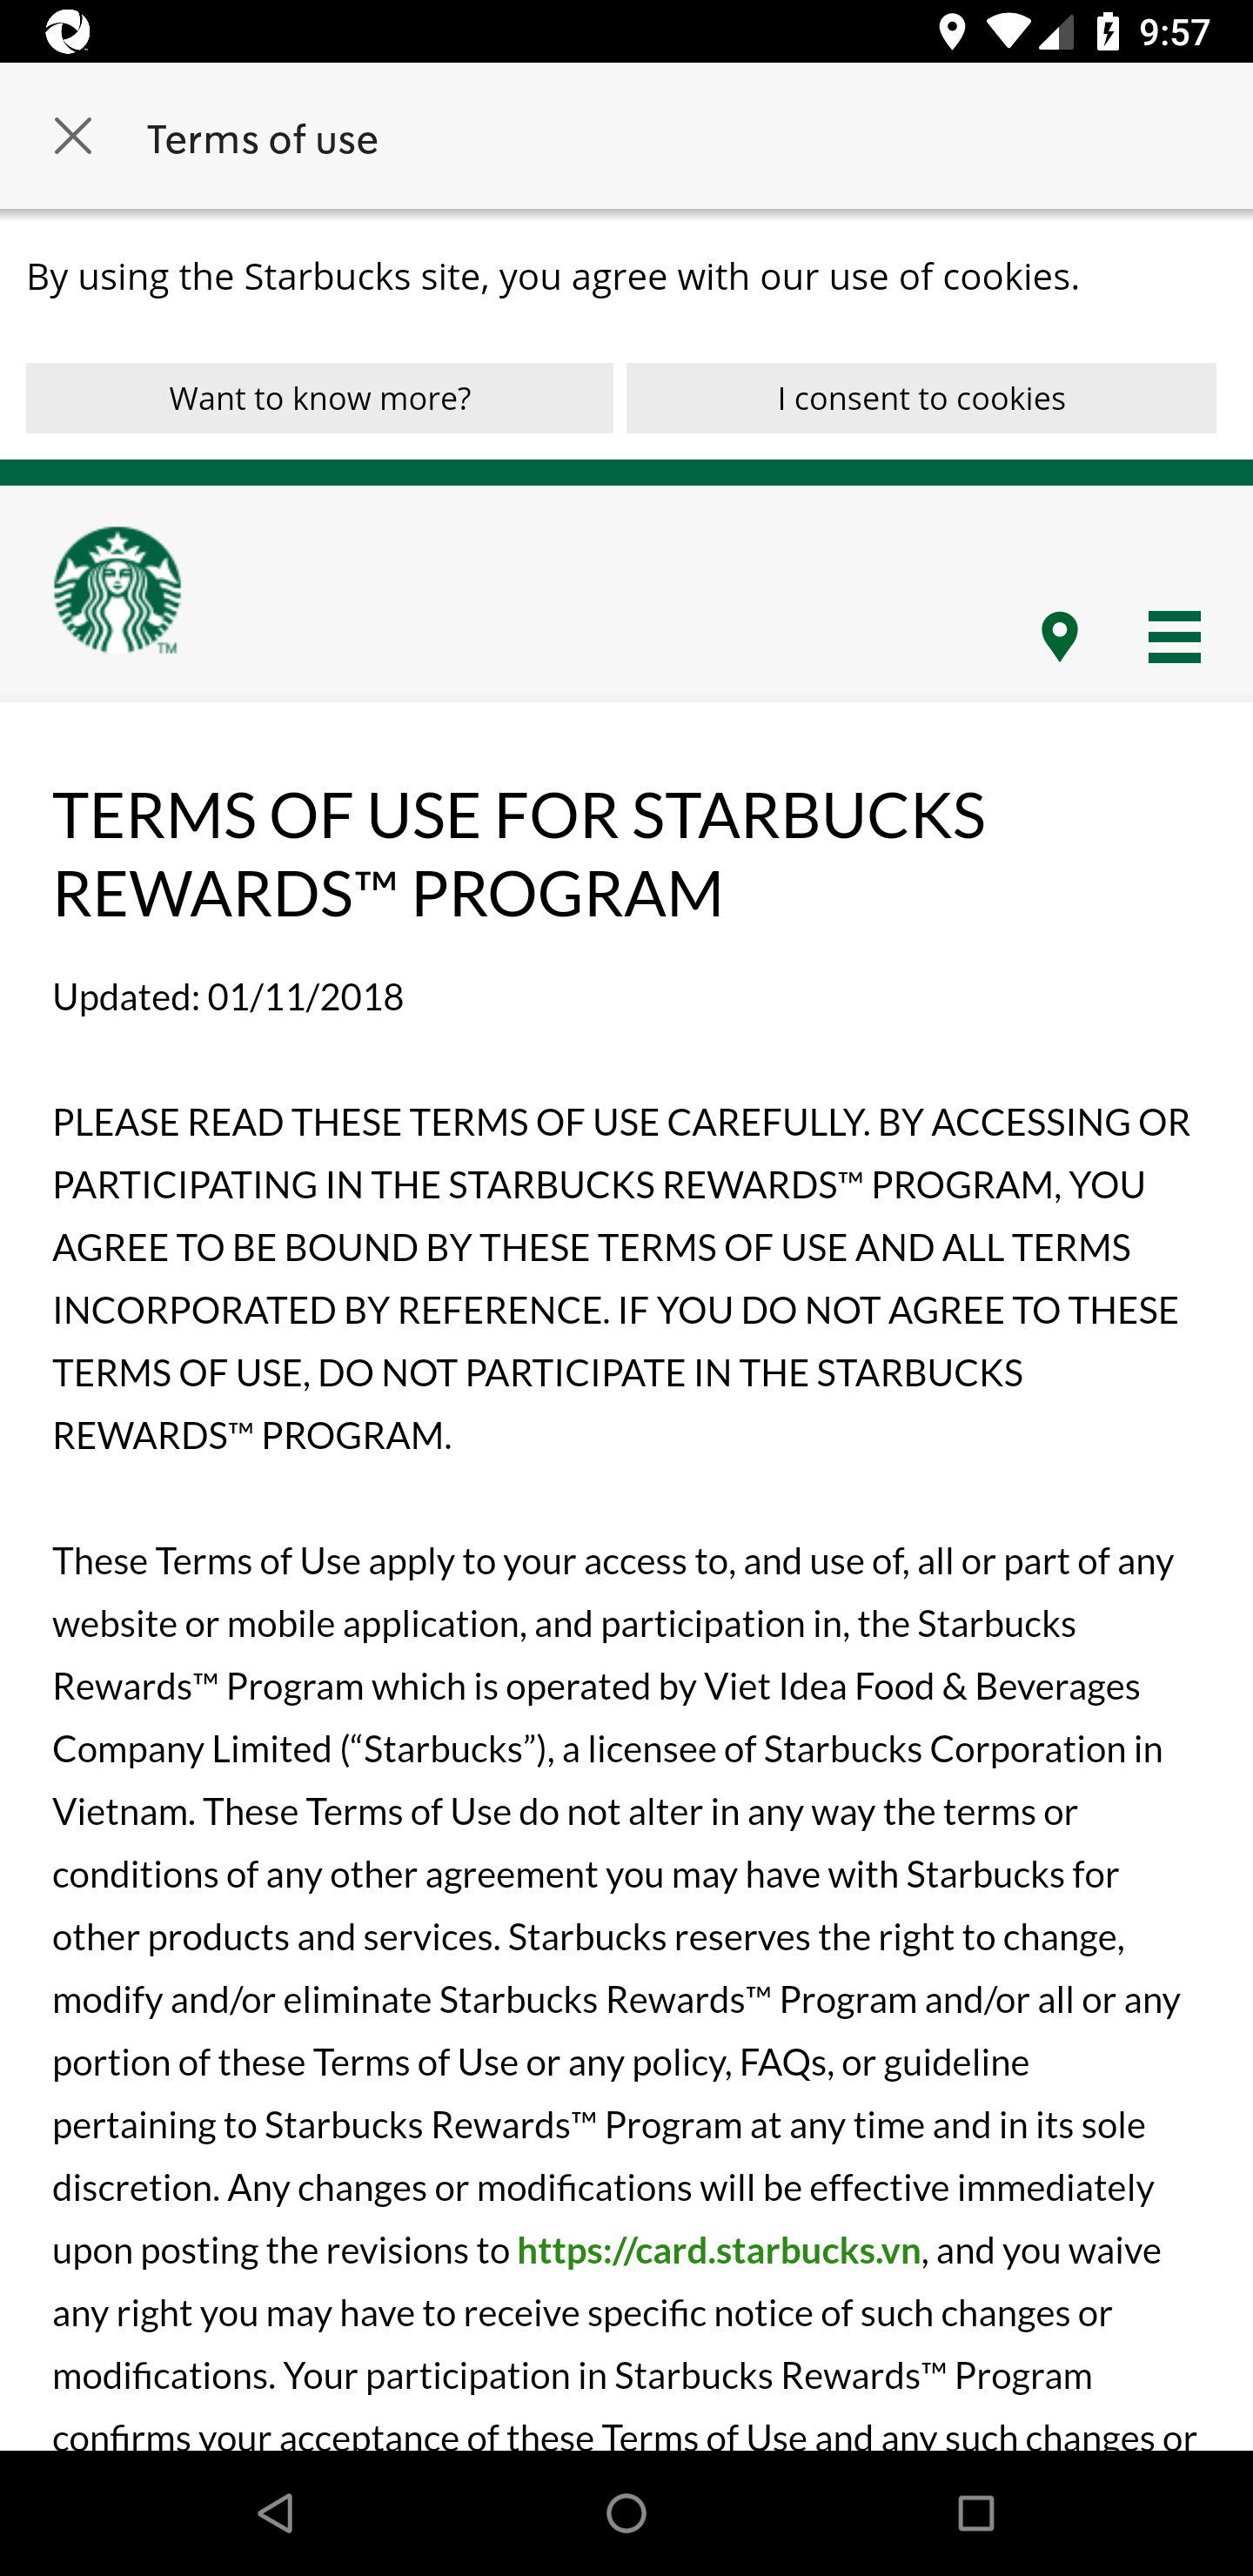 9:57
Terms of use
By using the Starbucks site, you agree with our use of cookies.
Want to know more?
I consent to cookies
TM
TERMS OF USE FOR STARBUCKS
REWARDS™ PROGRAM
Updated: 01/11/2018
PLEASE READ THESE TERMS OF USE CAREFULLY. BY ACCESSING OR
PARTICIPATING IN THE STARBUCKS REWARDS™ PROGRAM, YOU
AGREE TO BE BOUND BY THESE TERMS OF USE AND ALL TERMS
INCORPORATED BY REFERENCE. IF YOU DO NOT AGREE TO THESE
TERMS OF USE, DO NOT PARTICIPATE IN THE STARBUCKS
REWARDS™ PROGRAM.
These Terms of Use apply to your access to, and use of, all or part of any
website or mobile application, and participation in, the Starbucks
Rewards™ Program which is operated by Viet Idea Food & Beverages
Company Limited (“Starbucks”), a licensee of Starbucks Corporation in
Vietnam. These Terms of Use do not alter in any way the terms or
conditions of any other agreement you may have with Starbucks for
other products and services. Starbucks reserves the right to change,
modify and/or eliminate Starbucks Rewards™ Program and/or all or any
portion of these Terms of Use or any policy, FAQs, or guideline
pertaining to Starbucks Rewards™ Program at any time and in its sole
discretion. Any changes or modifications will be effective immediately
upon posting the revisions to https://card.starbucks.vn, and you waive
any right you may have to receive specific notice of such changes or
modifications. Your participation in Starbucks Rewards™ Program
confirms your acceptance of these Terms of Use and any such changes or